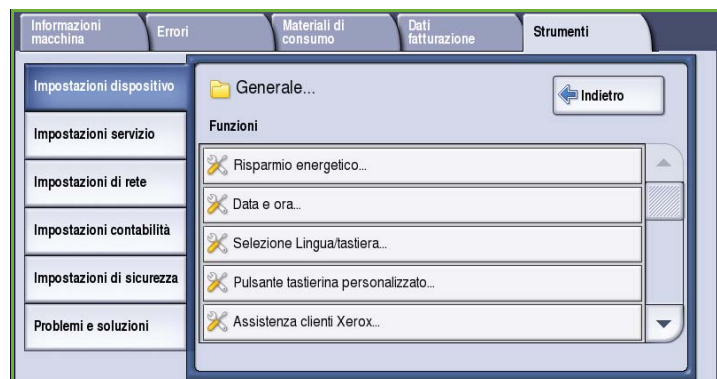 Informazioni macchina
Errori
Materiali di consumo
Dati fatturazione
Strumenti
Impostazioni dispositivo
Impostazioni servizio
Impostazioni di rete
Impostazioni contabilità
Impostazioni di sicurezza
Problemi e soluzioni
Generale...
Indietro
Funzioni
Risparmio energetico...
Data e ora...
Selezione Lingua/tastiera...
Pulsante tastierina personalizzato...
Assistenza clienti Xerox...